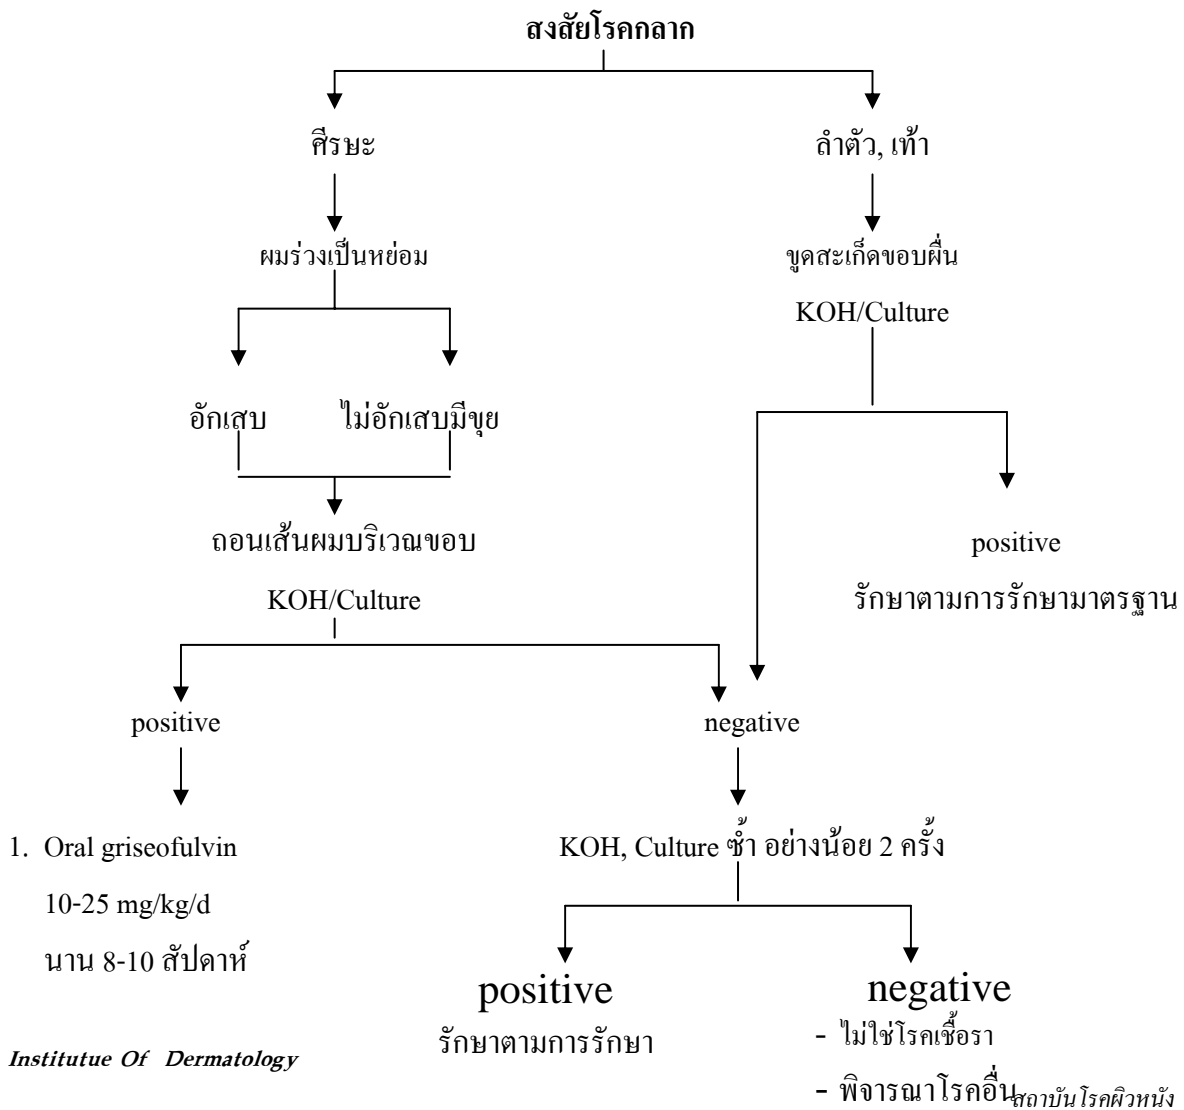 สงสัยโรคกลาก
ศีรษะ
ลำตัว, เท้า
ผมร่วงเป็นหย่อม
ขูดสะเก็ดขอบผื่น
KOH/Culture
อักเสบ
ไม่อักเสบมีขุย
ถอนเส้นผมบริเวณขอบ
KOH/Culture
positive
รักษาตามการรักษามาตรฐาน
positive
negative
1. Oral griseofulvin
10-25 mg/kg/d
นาน 8-10 สัปดาห์
KOH, Culture ซ้ำ อย่างน้อย 2 ครั้ง
positive
รักษาตามการรักษา
negative
- ไม่ใช่โรคเชื้อรา
- พิจารณาโรคอื่น
Institutue Of Dermatology
สถาบันโรคผิวหนัง